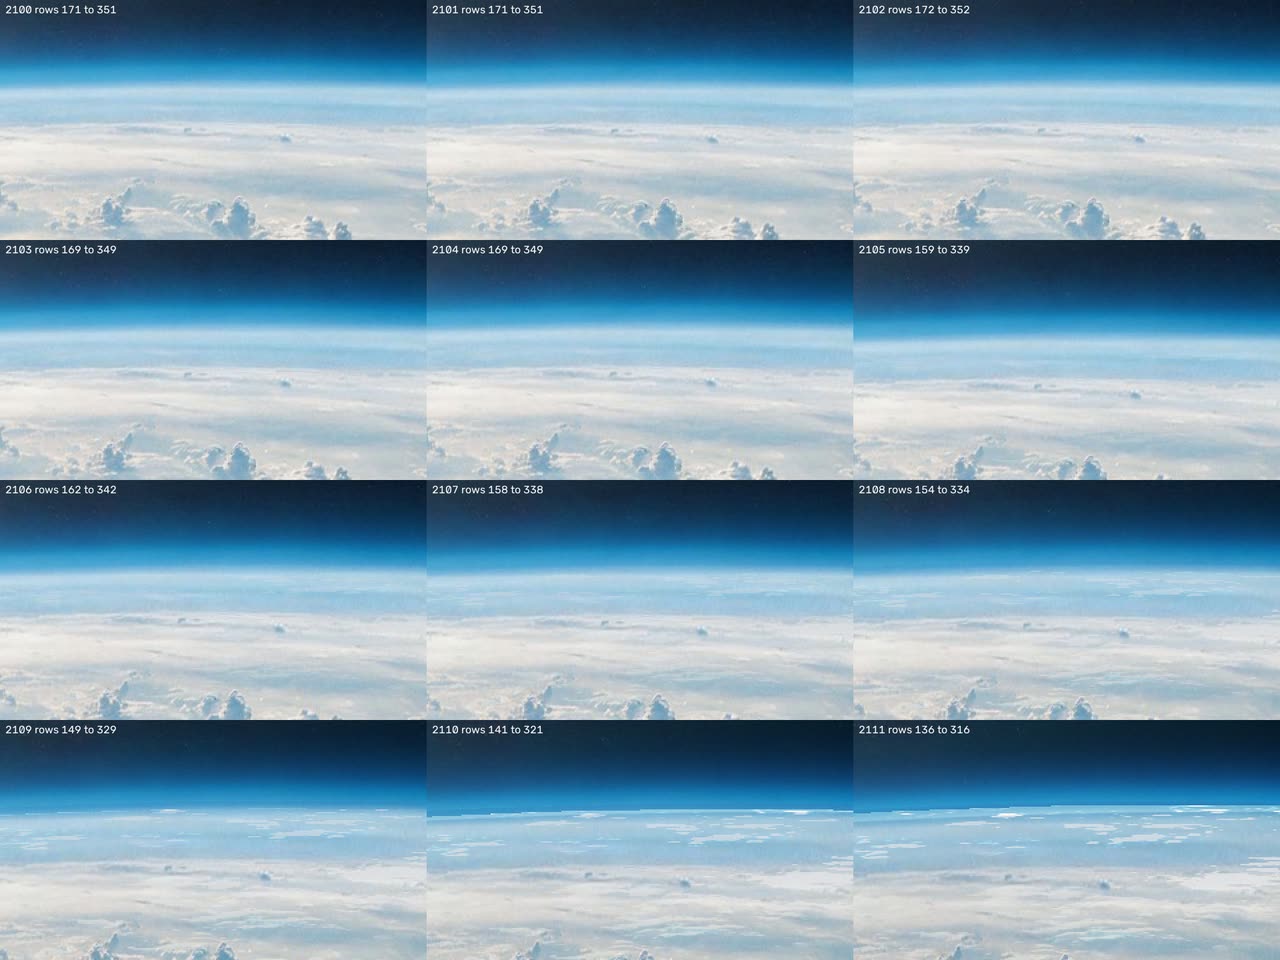 2100 rows 171 to 351
2101 rows 171 to 351
2102 rows 172 to 352
2103 rows 169 to 349
2104 rows 169 to 349
2105 rows 159 to 339
2106 rows 162 to 342
2107 rows 158 to 338
2108 rows 154 to 334
2109 rows 149 to 329
2110 rows 141 to 321
2111 rows 136 to 316